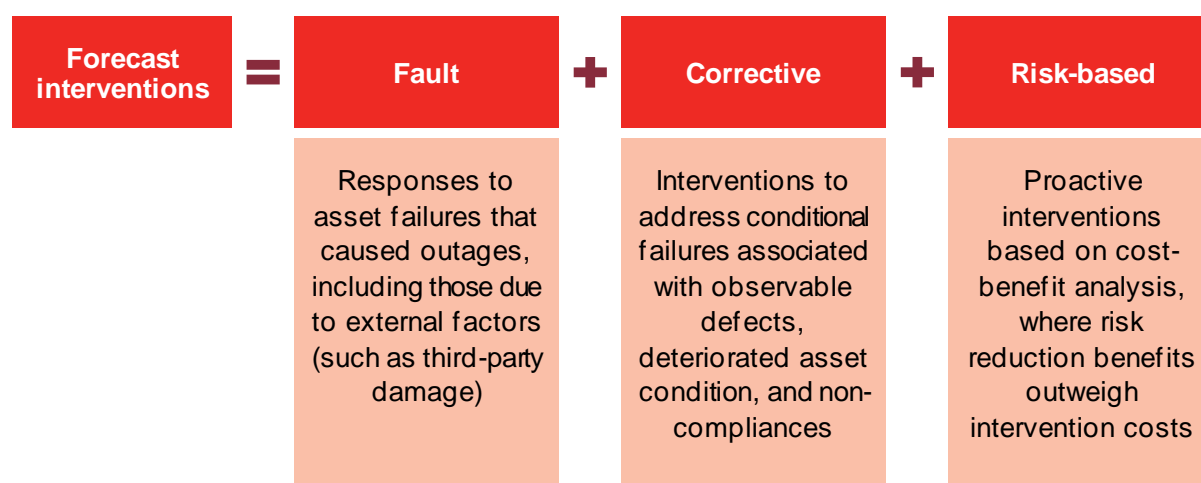 Forecast
interventions
=
Fault
+
Corrective
+
Risk-based
Responses to
asset failures that
caused outages,
including those due
to external factors
(such as third-party
damage)
Interventions to
address conditional
failures associated
with observable
defects,
deteriorated asset
condition, and non-
compliances
Proactive
interventions
based on cost-
benefit analysis,
where risk
reduction benefits
outweigh
intervention costs